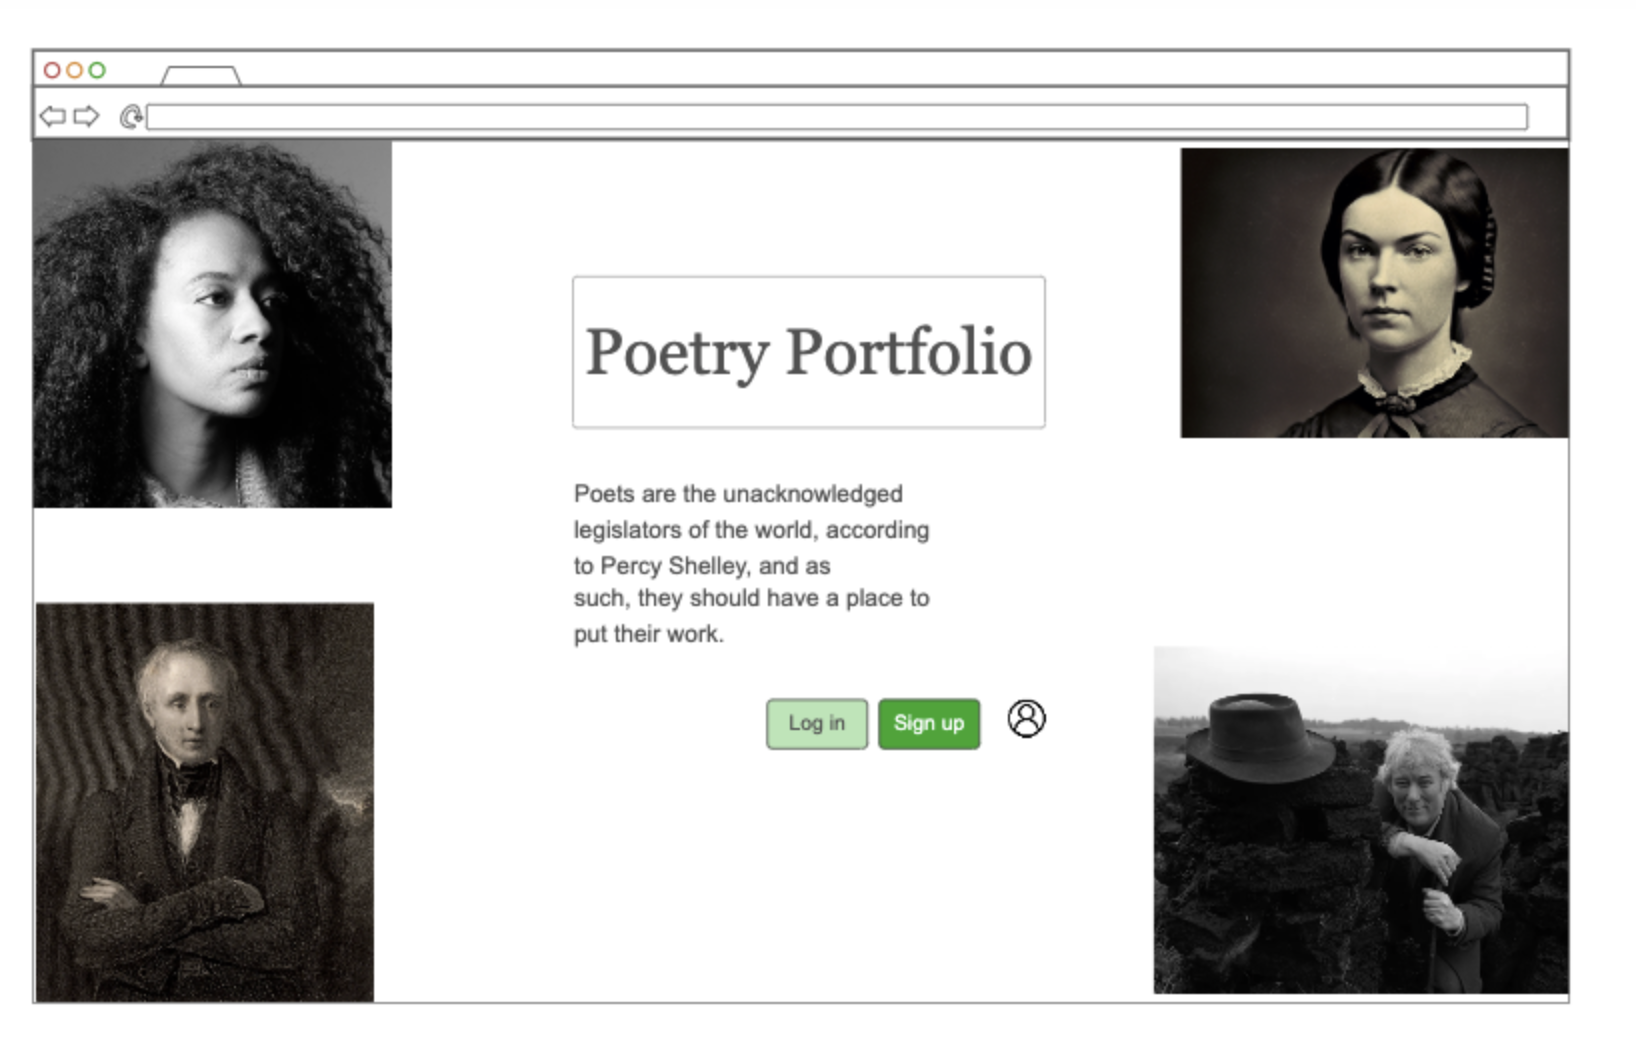 Poetry Portfolio
Poets are the unacknowledged
legislators of the world, according
to Percy Shelley, and as
such, they should have a place to
put their work.
Log in
Sign up